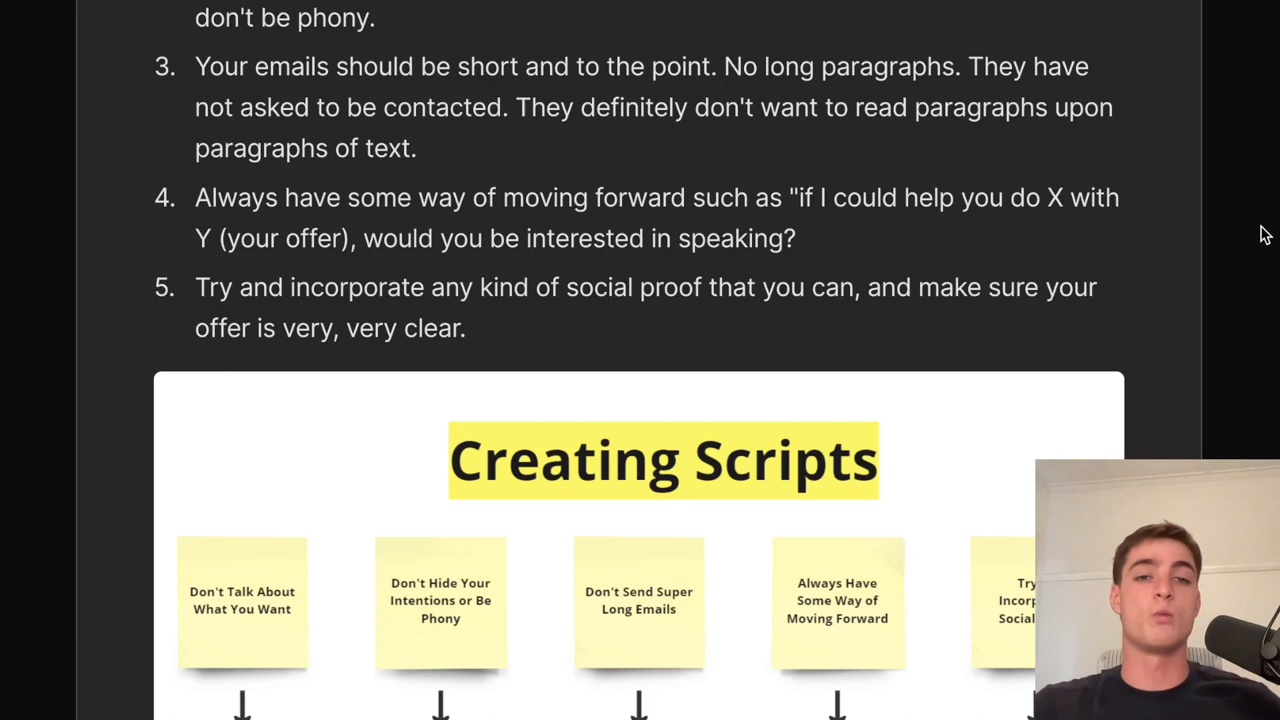 don't be phony.
3. Your emails should be short and to the point. No long paragraphs. They have
not asked to be contacted. They definitely don't want to read paragraphs upon
paragraphs of text.
4. Always have some way of moving forward such as "if I could help you do X with
Y (your offer), would you be interested in speaking?
5. Try and incorporate any kind of social proof that you can, and make sure your
offer is very, very clear.
Creating Scripts
Don't Talk About
What You Want
Don't Hide Your
Intentions or Be
Phony
Don't Send Super
Long Emails
Always Have
Some Way of
Moving Forward
Try
Incorp
Social